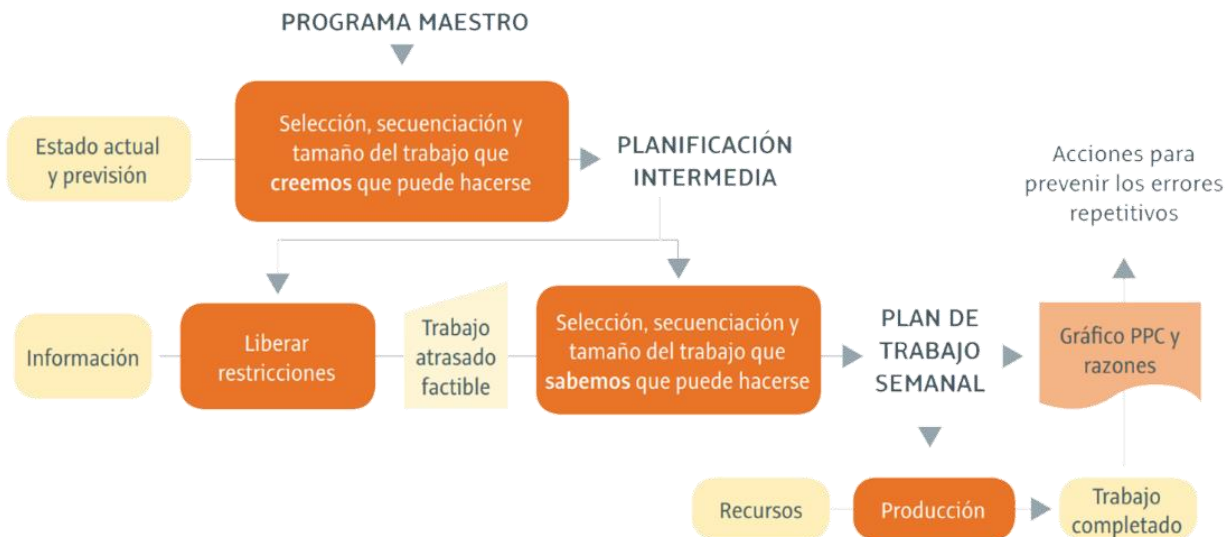 PROGRAMA MAESTRO
Estado actual
y previsión
Selección, secuenciación y
tamaño del trabajo que
creemos que puede hacerse
PLANIFICACIÓN
INTERMEDIA
Acciones para
prevenir los errores
repetitivos
Información
Liberar
restricciones
Trabajo
atrasado
factible
Selección, secuenciación y
tamaño del trabajo que
sabemos que puede hacerse
PLAN DE
TRABAJO
SEMANAL
Gráfico PPC y
razones
Recursos
Producción
Trabajo
completado